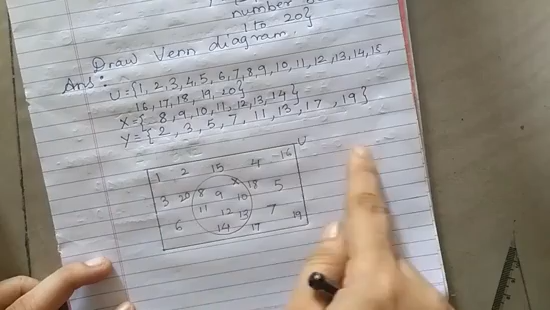 number
1 to 20}
Draw Venn diagram.
Ans:
U={1, 2, 3, 4, 5, 6, 7, 8, 9, 10, 11, 12, 13, 14, 15,
16, 17, 18, 19, 20}
X={ 8, 9, 10, 11, 12, 13, 14}
Y={ 2, 3, 5, 7, 11, 13, 17, 19}
U
1 2 15 4 16
X
3 20 8 9 10 18 5
11 12 13 7
6 14 17 19